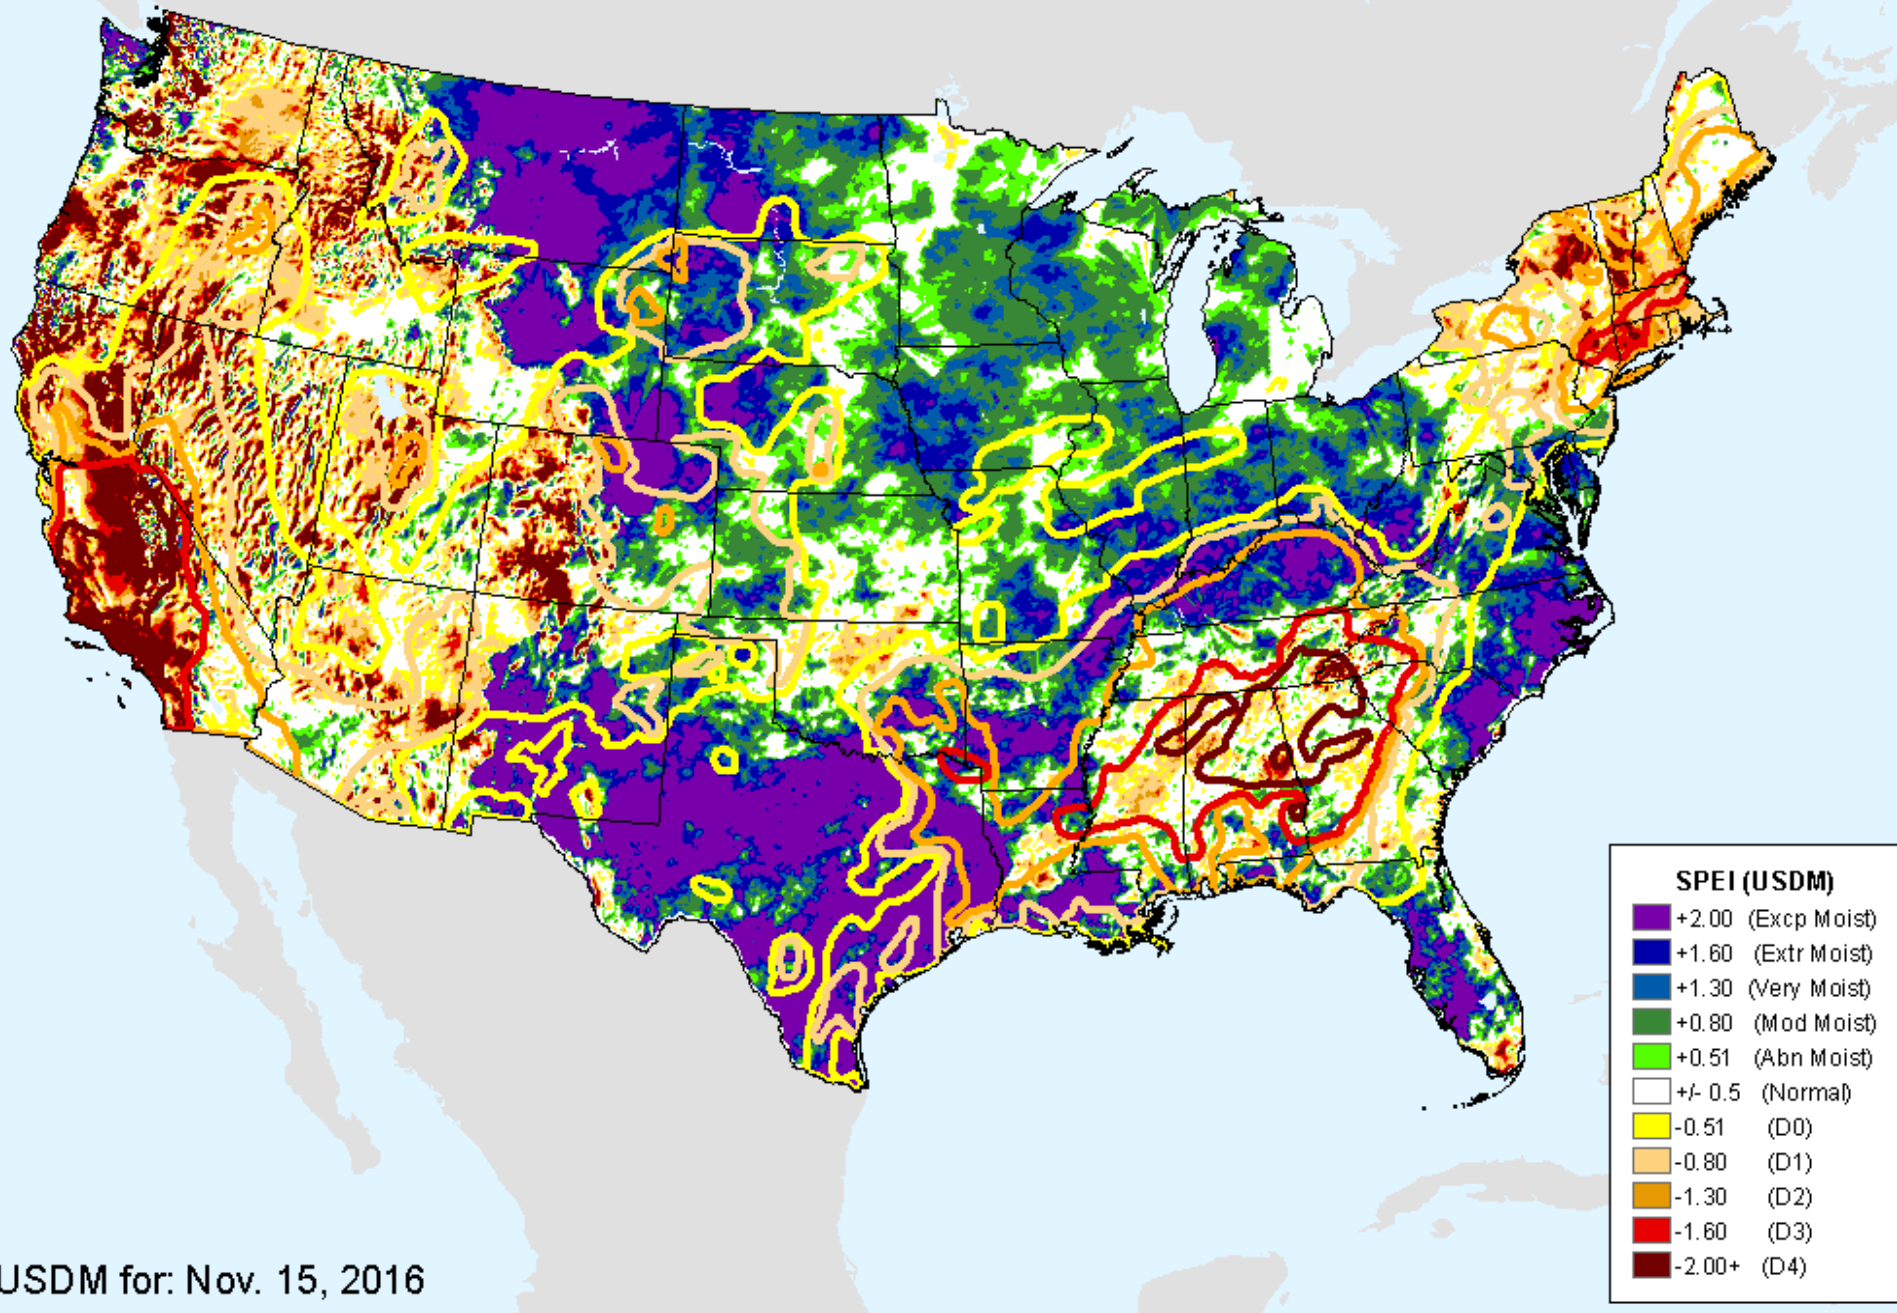 SPEI (USDM)
+2.00 (Excp Moist)
+1.60 (Extr Moist)
+1.30 (Very Moist)
+0.80 (Mod Moist)
+0.51 (Abn Moist)
+/- 0.5 (Normal)
-0.51 (D0)
-0.80 (D1)
-1.30 (D2)
-1.60 (D3)
-2.00+ (D4)
USDM for: Nov. 15, 2016